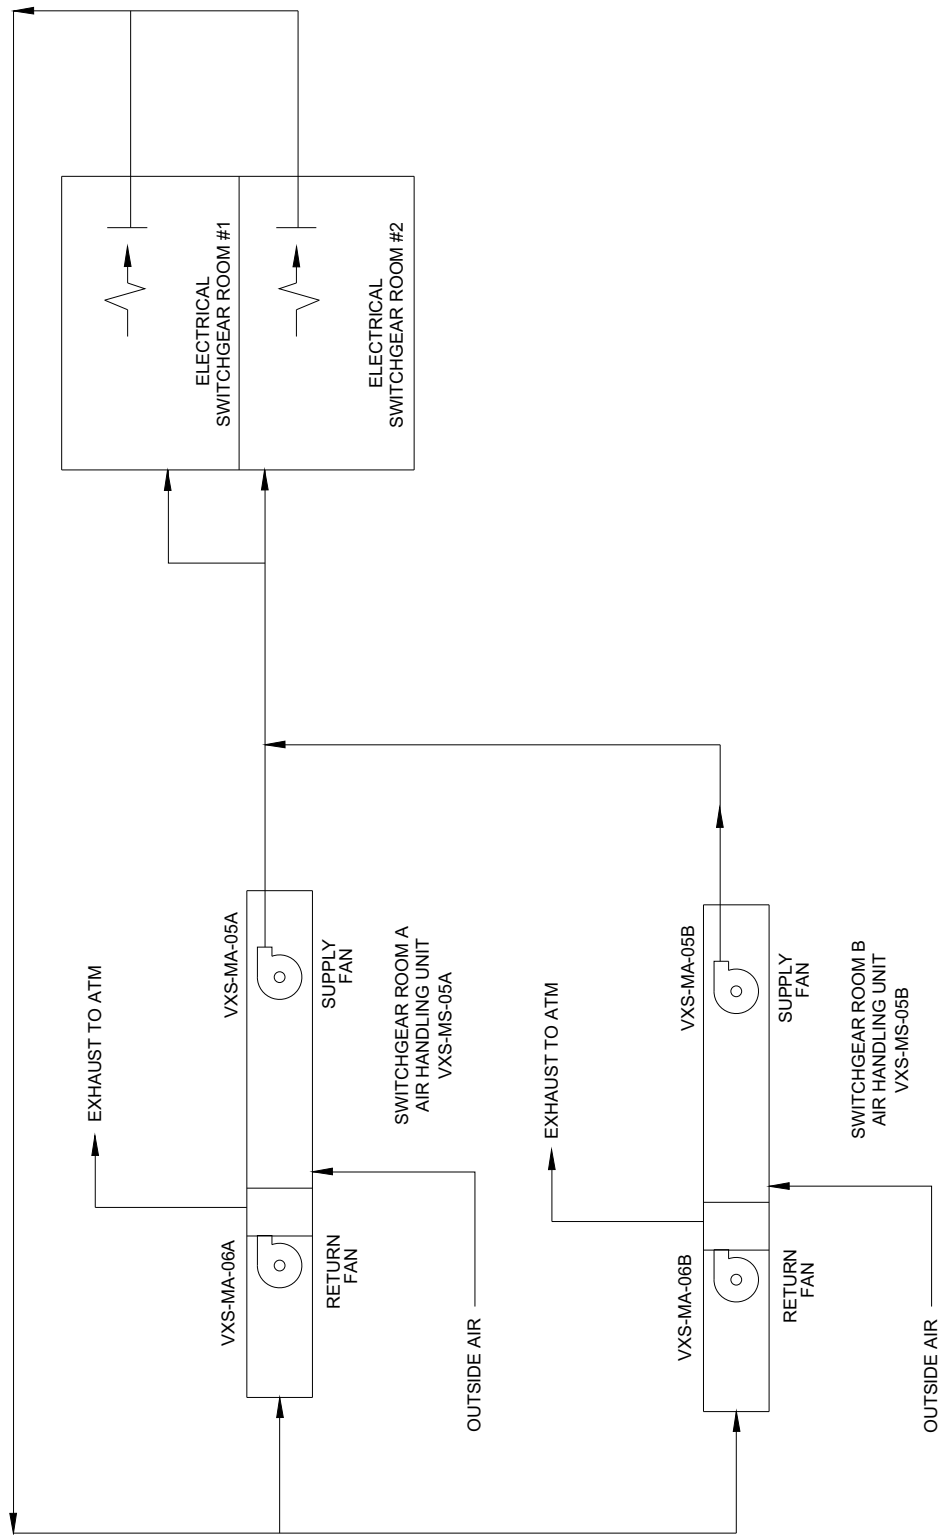 ELECTRICAL
SWITCHGEAR ROOM #1
ELECTRICAL
SWITCHGEAR ROOM #2
EXHAUST TO ATM
VXS-MA-05A
SUPPLY
FAN
SWITCHGEAR ROOM A
AIR HANDLING UNIT
VXS-MS-05A
VXS-MA-06A
RETURN
FAN
OUTSIDE AIR
EXHAUST TO ATM
VXS-MA-05B
SUPPLY
FAN
SWITCHGEAR ROOM B
AIR HANDLING UNIT
VXS-MS-05B
VXS-MA-06B
RETURN
FAN
OUTSIDE AIR